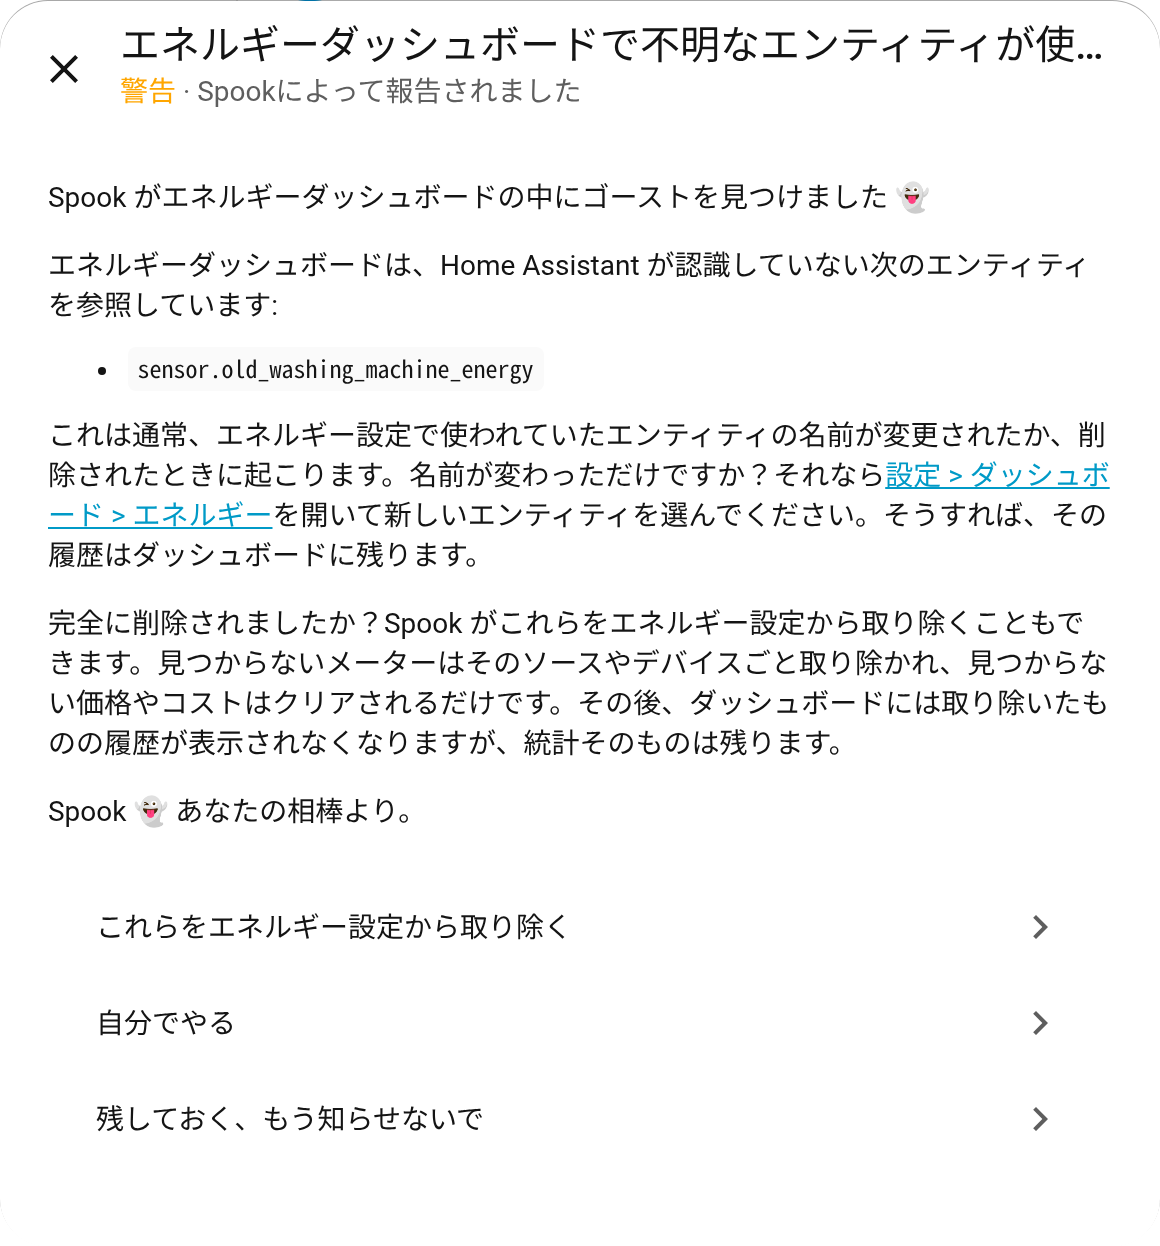 エネルギーダッシュボードで不明なエンティティが使…
警告 · Spookによって報告されました
Spook がエネルギーダッシュボードの中にゴーストを見つけました 👻
エネルギーダッシュボードは、Home Assistant が認識していない次のエンティティ
を参照しています:
• sensor.old_washing_machine_energy
これは通常、エネルギー設定で使われていたエンティティの名前が変更されたか、削
除されたときに起こります。名前が変わっただけですか？それなら設定 > ダッシュボ
ード > エネルギーを開いて新しいエンティティを選んでください。そうすれば、その
履歴はダッシュボードに残ります。
完全に削除されましたか？Spook がこれらをエネルギー設定から取り除くこともで
きます。見つからないメーターはそのソースやデバイスごと取り除かれ、見つからな
い価格やコストはクリアされるだけです。その後、ダッシュボードには取り除いたも
のの履歴が表示されなくなりますが、統計そのものは残ります。
Spook 👻 あなたの相棒より。
これらをエネルギー設定から取り除く
自分でやる
残しておく、もう知らせないで